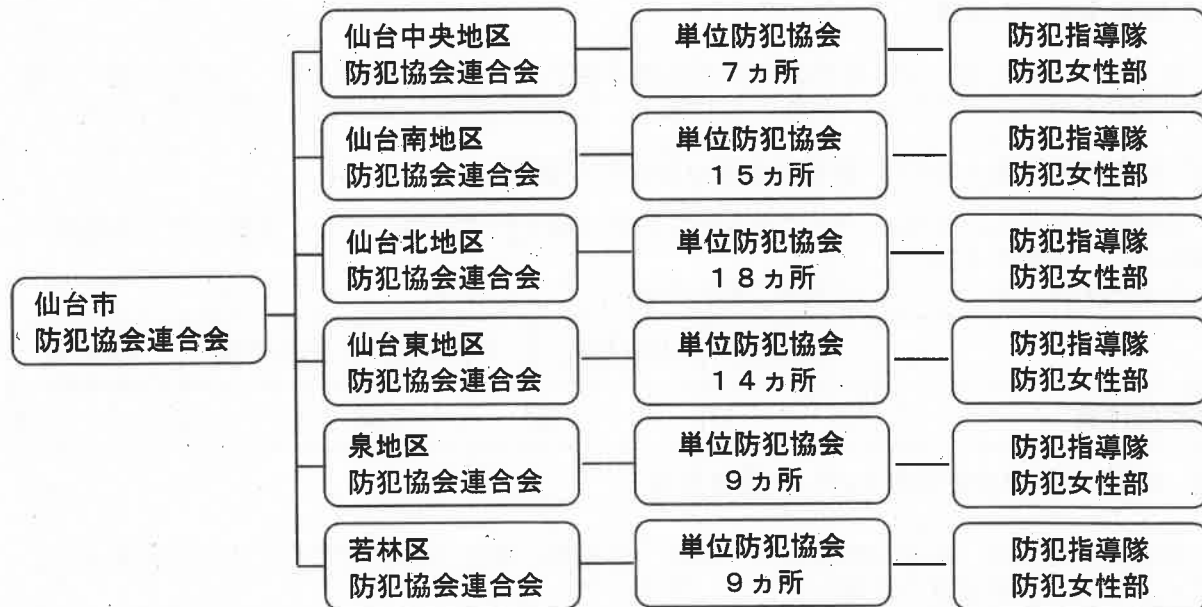 仙台市
防犯協会連合会
仙台中央地区
防犯協会連合会
単位防犯協会
7ヵ所
防犯指導隊
防犯女性部
仙台南地区
防犯協会連合会
単位防犯協会
15ヵ所
防犯指導隊
防犯女性部
仙台北地区
防犯協会連合会
単位防犯協会
18ヵ所
防犯指導隊
防犯女性部
仙台東地区
防犯協会連合会
単位防犯協会
14ヵ所
防犯指導隊
防犯女性部
泉地区
防犯協会連合会
単位防犯協会
9ヵ所
防犯指導隊
防犯女性部
若林区
防犯協会連合会
単位防犯協会
9ヵ所
防犯指導隊
防犯女性部